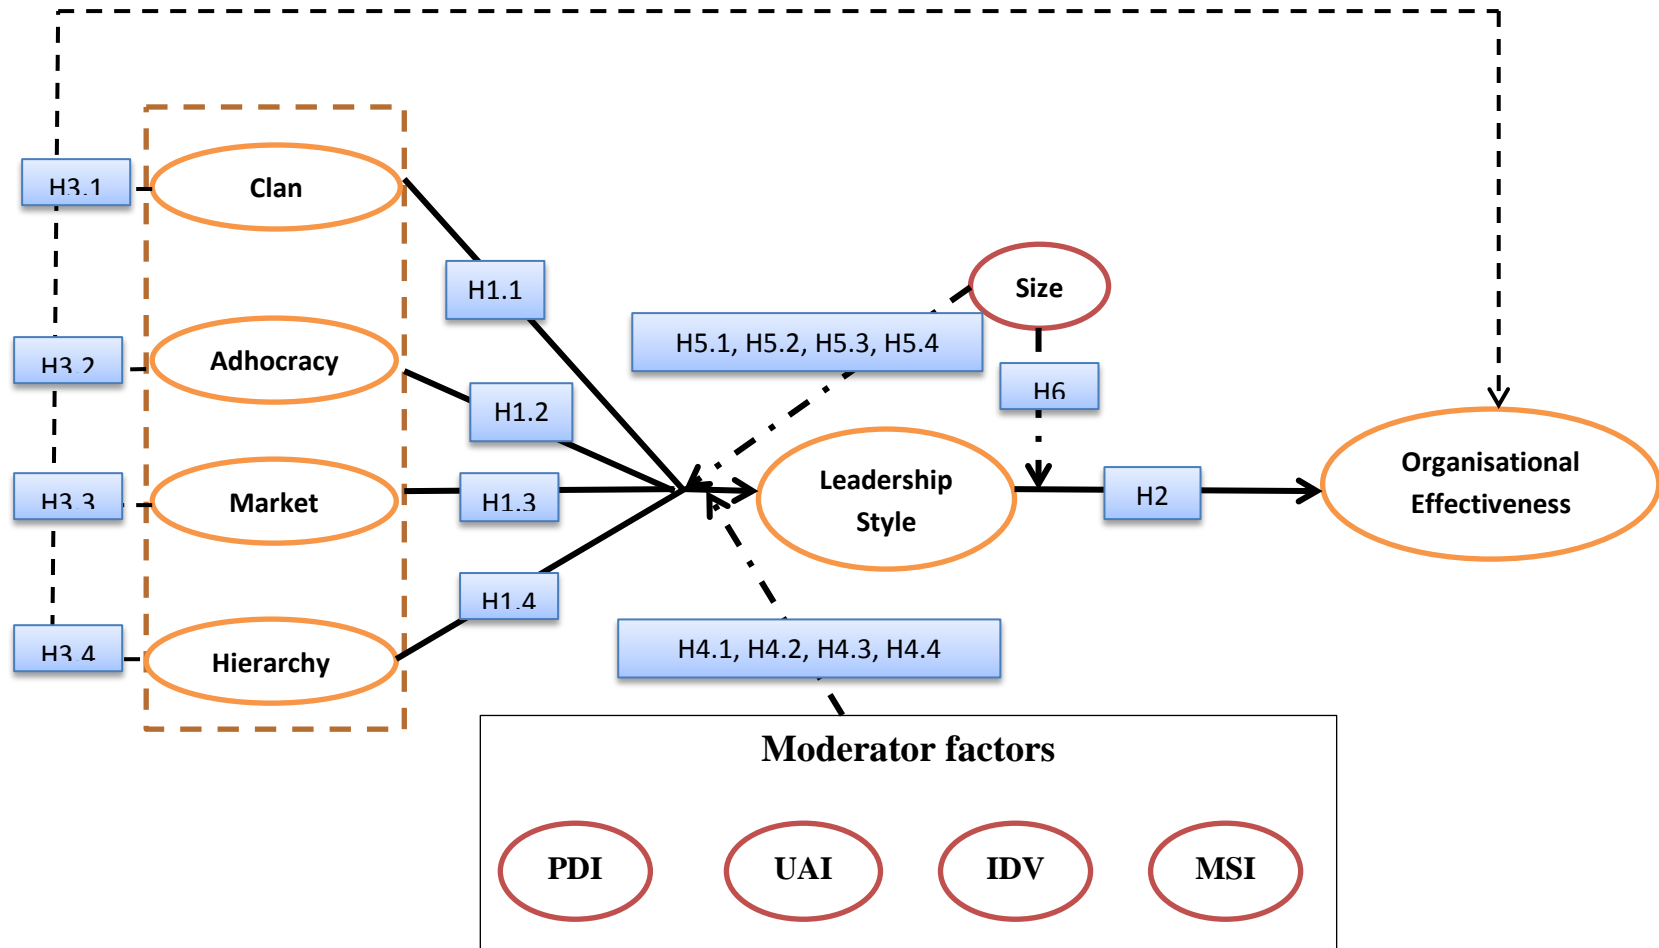 H3.1
Clan
H1.1
Size
H5.1, H5.2, H5.3, H5.4
H3.2
Adhocracy
H6
H1.2
Leadership
Style
Organisational
Effectiveness
H3.3
Market
H1.3
H2
H1.4
H3.4
Hierarchy
H4.1, H4.2, H4.3, H4.4
Moderator factors
PDI
UAI
IDV
MSI